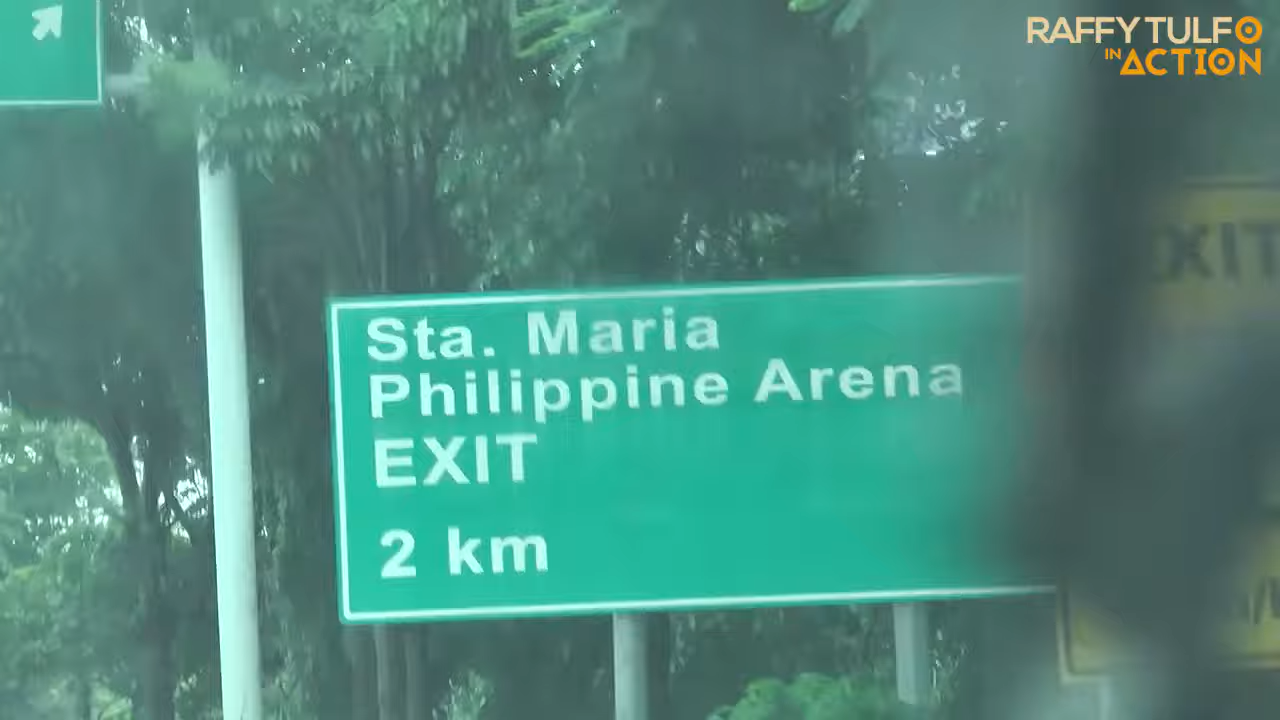 RAFFY TULFO
IN ACTION
Sta. Maria
Philippine Arena
EXIT
2 km
EXIT